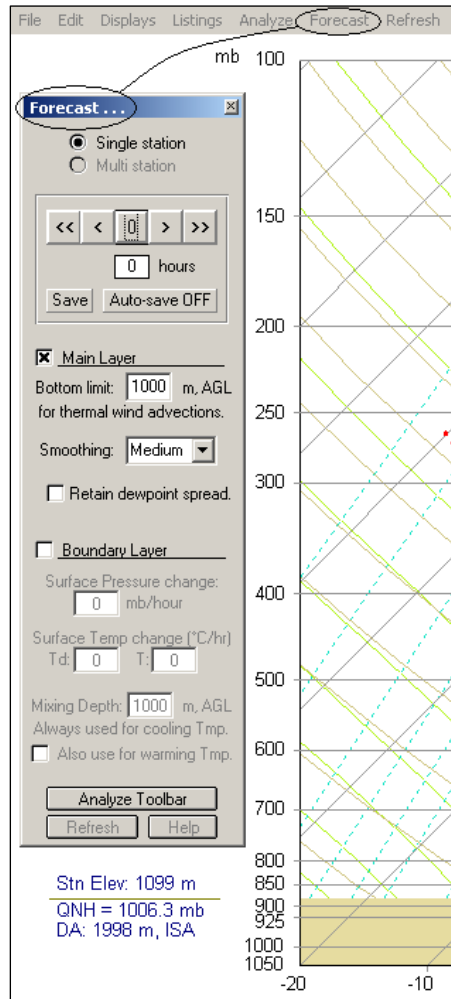 File Edit Displays Listings Analyze Forecast Refresh
mb
Forecast . . .
Single station
Multi station
<< < 0 > >>
0 hours
Save Auto-save OFF
Main Layer
Bottom limit: 1000 m, AGL
for thermal wind advections.
Smoothing: Medium
Retain dewpoint spread.
Boundary Layer
Surface Pressure change:
0 mb/hour
Surface Temp change (°C/hr)
Td: 0 T: 0
Mixing Depth: 1000 m, AGL
Always used for cooling Tmp.
Also use for warming Tmp.
Analyze Toolbar
Refresh Help
Stn Elev: 1099 m
QNH = 1006.3 mb
DA: 1998 m, ISA
100
150
200
250
300
400
500
600
700
800
850
900
925
1000
1050
-20 -10